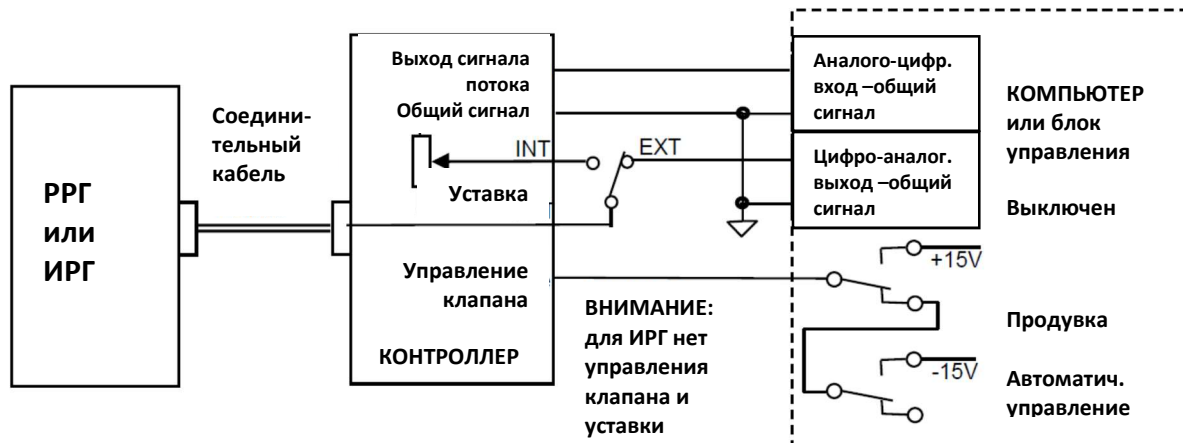 РРГ
или
ИРГ
Соедини-
тельный
кабель
Выход сигнала
потока
Общий сигнал
INT
EXT
Уставка
Управление
клапана
КОНТРОЛЛЕР
ВНИМАНИЕ:
для ИРГ нет
управления
клапана и
уставки
Аналого-цифр.
вход –общий
сигнал
Цифро-аналог.
выход –общий
сигнал
КОМПЬЮТЕР
или блок
управления
Выключен
+15V
Продувка
-15V
Автоматич.
управление